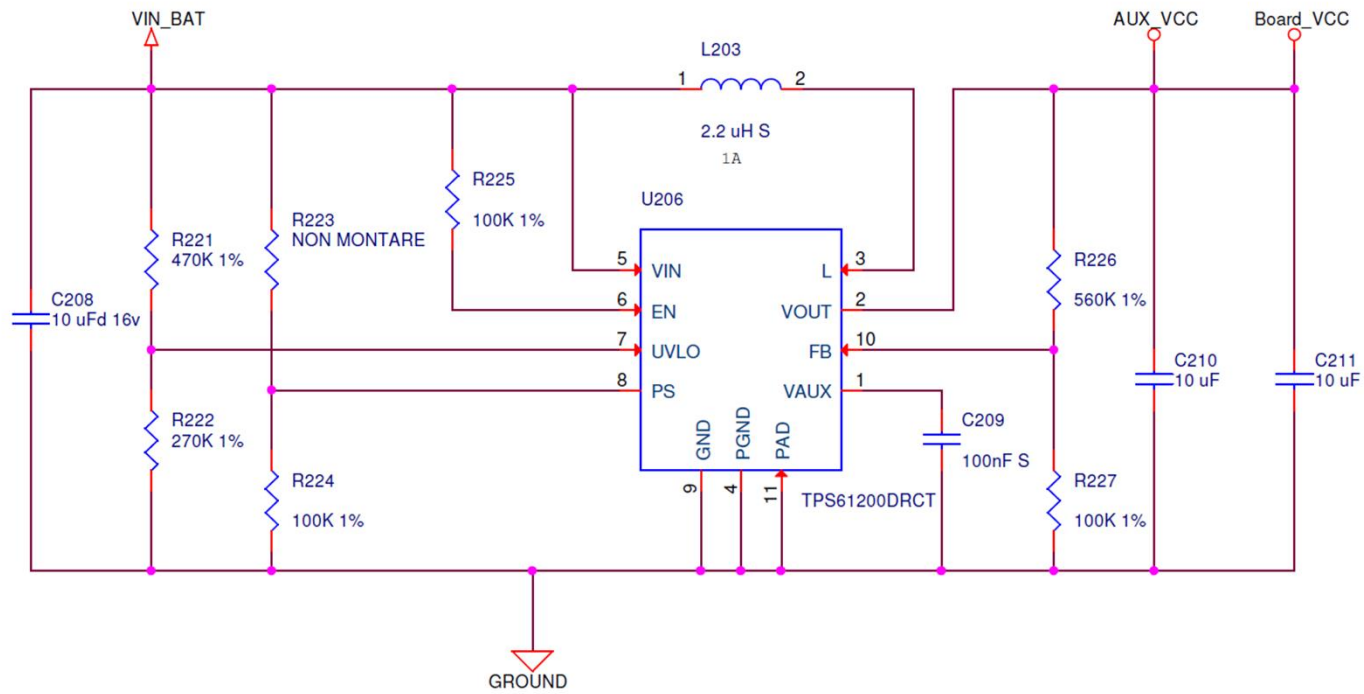 VIN_BAT
AUX_VCC
Board_VCC
L203
1
2
2.2 uH S
1A
R225
100K 1%
U206
R223
NON MONTARE
R221
470K 1%
C208
10 uFd 16v
5
VIN
6
EN
7
UVLO
8
PS
L
3
VOUT
2
FB
10
VAUX
1
GND
PGND
PAD
9
4
11
TPS61200DRCT
R226
560K 1%
C210
10 uF
C211
10 uF
R222
270K 1%
C209
100nF S
R224
100K 1%
R227
100K 1%
GROUND